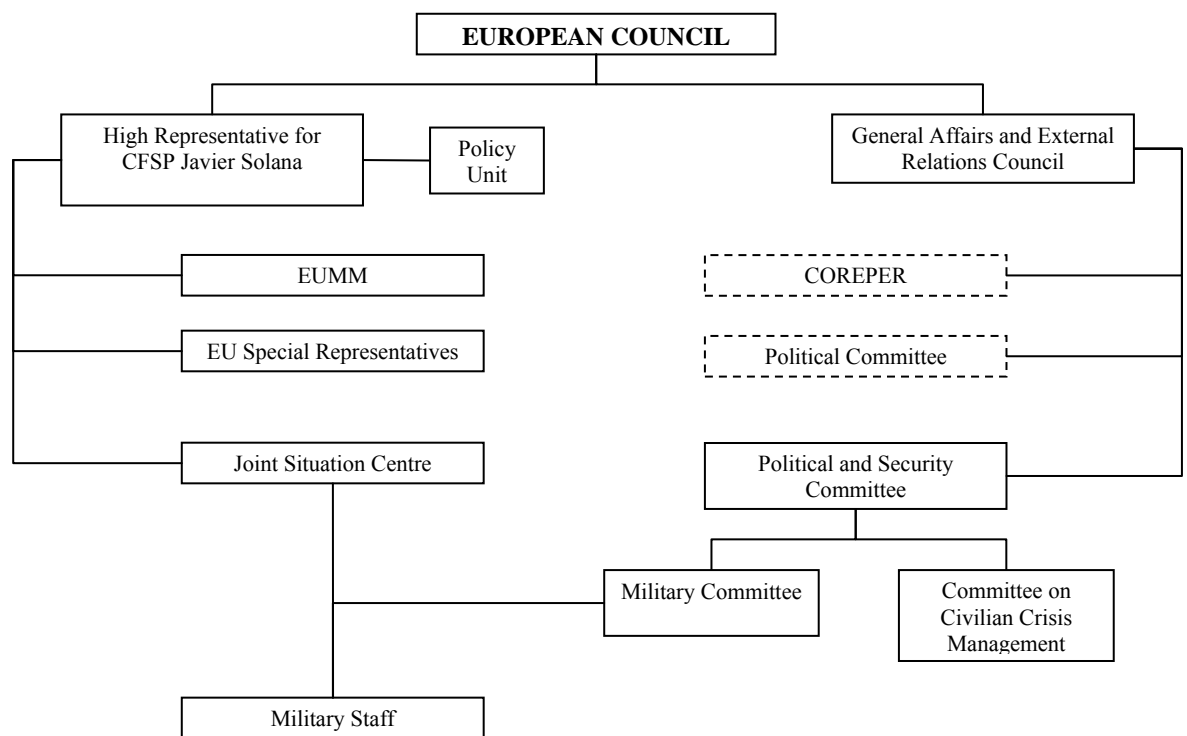 EUROPEAN COUNCIL
High Representative for
CFSP Javier Solana
Policy
Unit
General Affairs and External
Relations Council
EUMM
COREPER
EU Special Representatives
Political Committee
Joint Situation Centre
Political and Security
Committee
Military Committee
Committee on
Civilian Crisis
Management
Military Staff